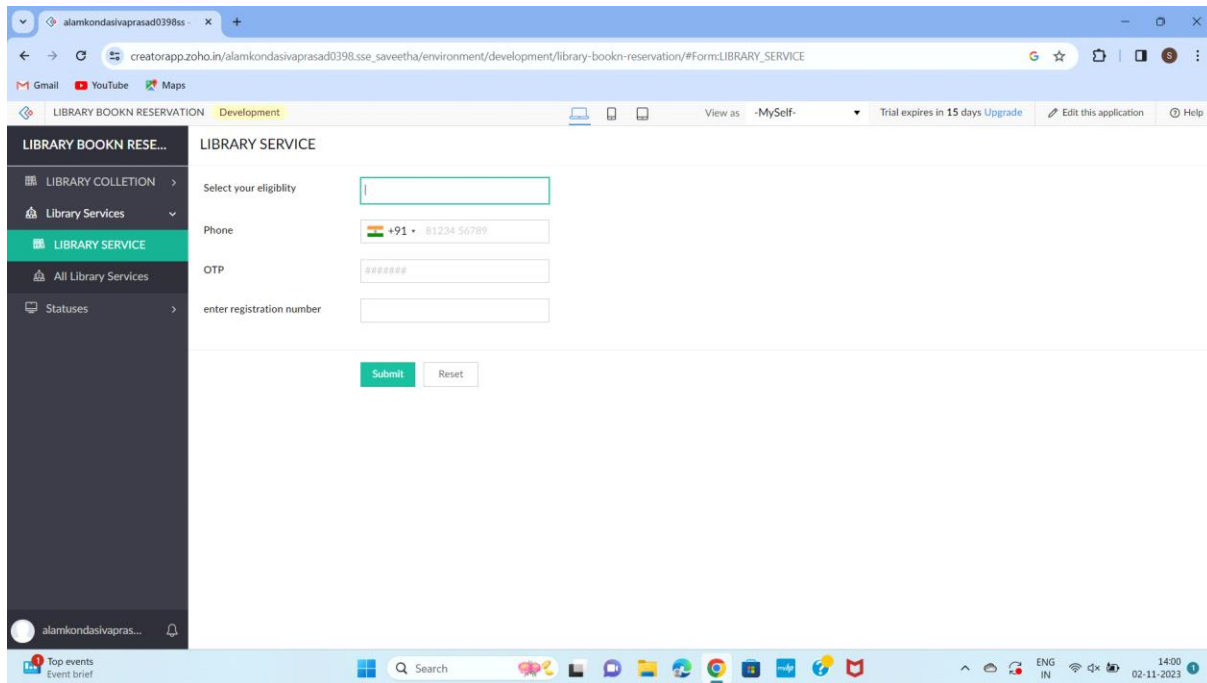 alamkondasivaprasad0398ss -
creatorapp.zoho.in/alamkondasivaprasad0398.sse_saveetha/environment/development/library-bookn-reservation/#Form:LIBRARY_SERVICE
G
S
Gmail YouTube Maps
LIBRARY BOOKN RESERVATION Development View as -MySelf- Trial expires in 15 days Upgrade Edit this application Help
LIBRARY BOOKN RESE... LIBRARY SERVICE
LIBRARY COLLETION
Select your eligiblity
Library Services
Phone +91 81234 56789
LIBRARY SERVICE
OTP #######
All Library Services
Statuses
enter registration number
Submit Reset
alamkondasivapras...
1 Top events
Event brief
Search
ENG
IN
14:00
02-11-2023
1